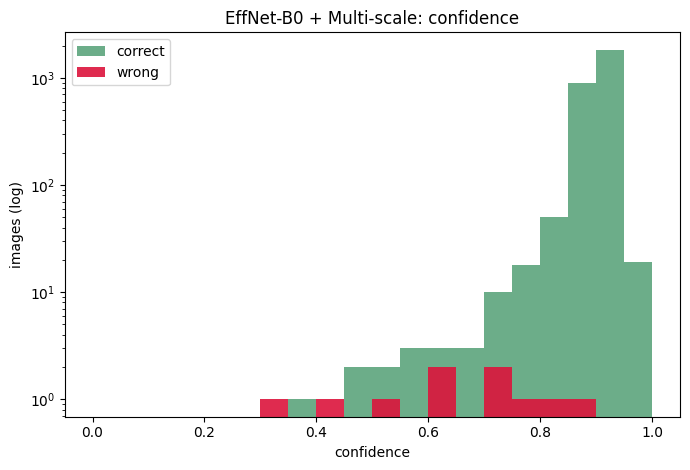 EffNet-B0 + Multi-scale: confidence
correct
wrong
10³
10²
10¹
10⁰
images (log)
0.0 0.2 0.4 0.6 0.8 1.0
confidence